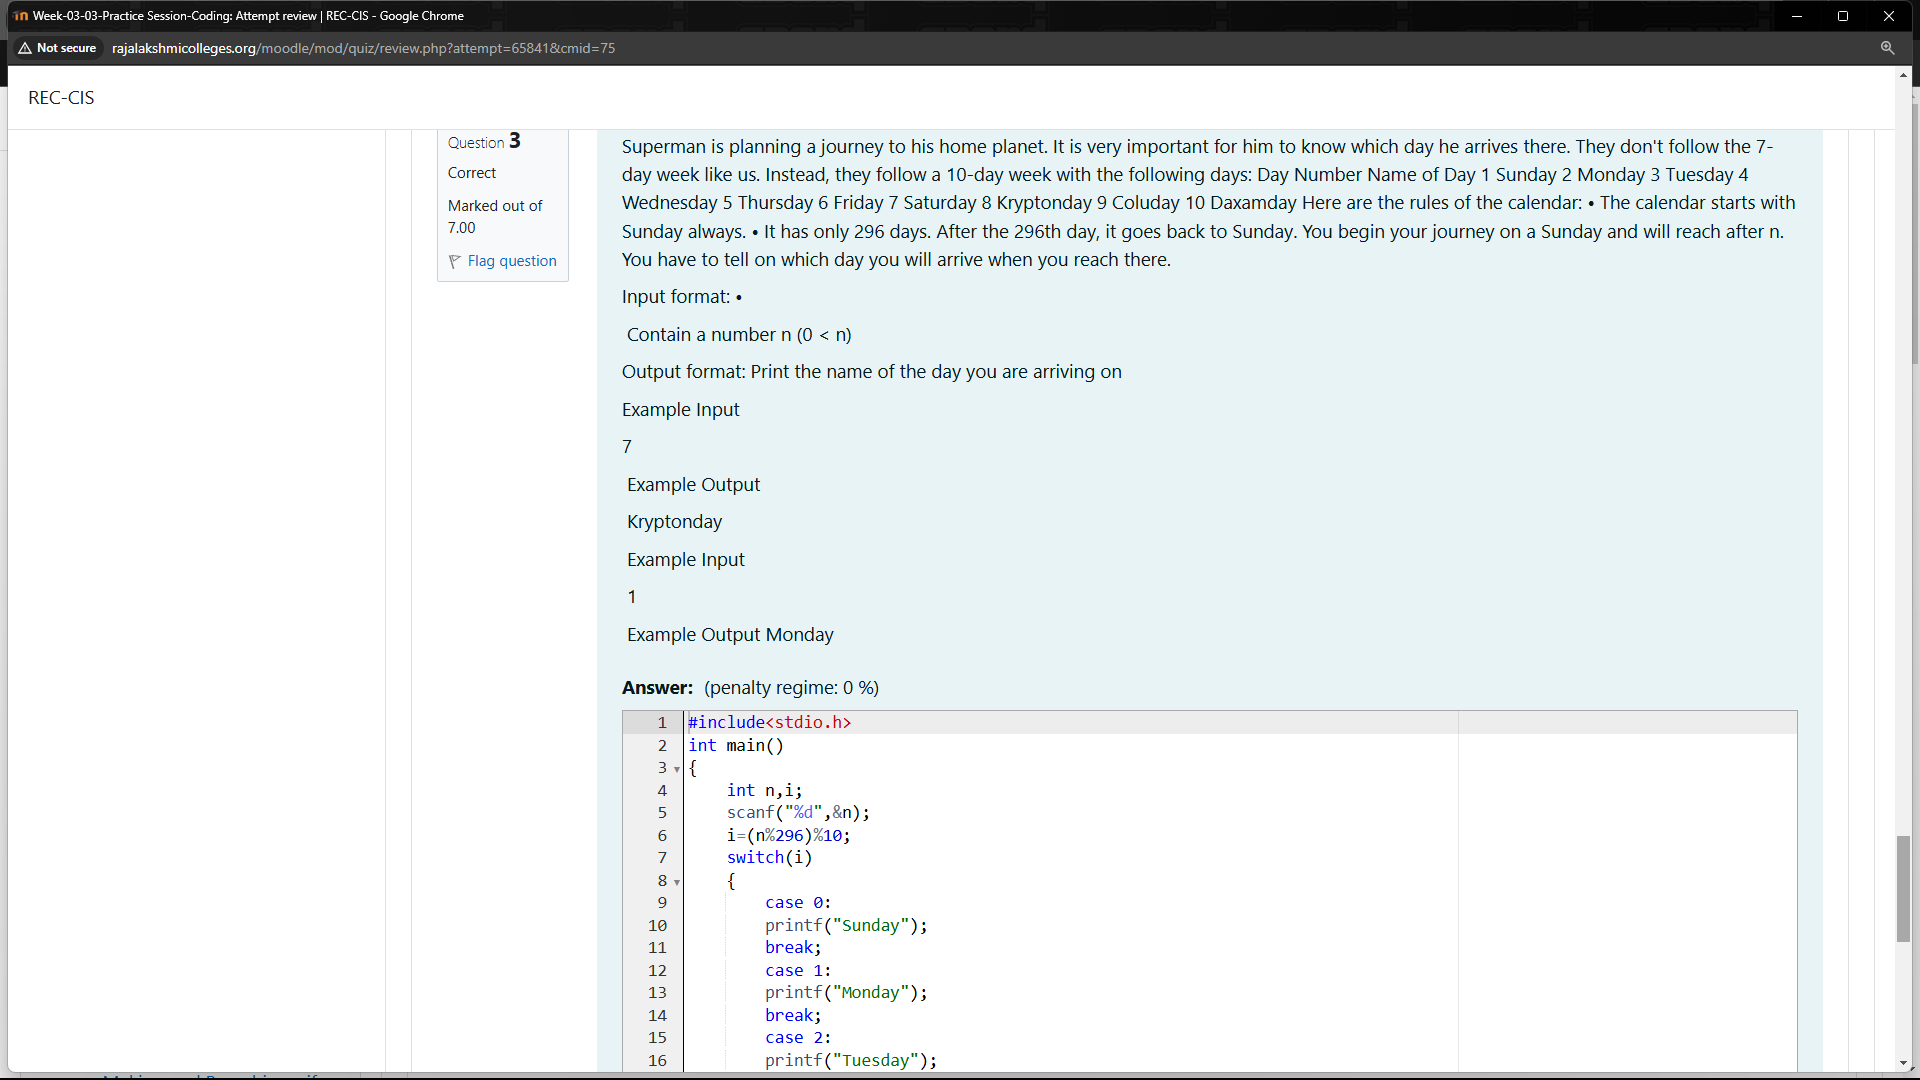 Week-03-03-Practice Session-Coding: Attempt review | REC-CIS - Google Chrome
Not secure rajalakshmicolleges.org/moodle/mod/quiz/review.php?attempt=65841&cmid=75
REC-CIS
Question 3
Correct
Marked out of
7.00
Flag question
Superman is planning a journey to his home planet. It is very important for him to know which day he arrives there. They don't follow the 7-
day week like us. Instead, they follow a 10-day week with the following days: Day Number Name of Day 1 Sunday 2 Monday 3 Tuesday 4
Wednesday 5 Thursday 6 Friday 7 Saturday 8 Kryptonday 9 Coluday 10 Daxamday Here are the rules of the calendar: • The calendar starts with
Sunday always. • It has only 296 days. After the 296th day, it goes back to Sunday. You begin your journey on a Sunday and will reach after n.
You have to tell on which day you will arrive when you reach there.
Input format: •
Contain a number n (0 < n)
Output format: Print the name of the day you are arriving on
Example Input
7
Example Output
Kryptonday
Example Input
1
Example Output Monday
Answer: (penalty regime: 0 %)
1 #include<stdio.h>
2 int main()
3 {
4 int n,i;
5 scanf("%d",&n);
6 i=(n%296)%10;
7 switch(i)
8 {
9 case 0:
10 printf("Sunday");
11 break;
12 case 1:
13 printf("Monday");
14 break;
15 case 2:
16 printf("Tuesday");